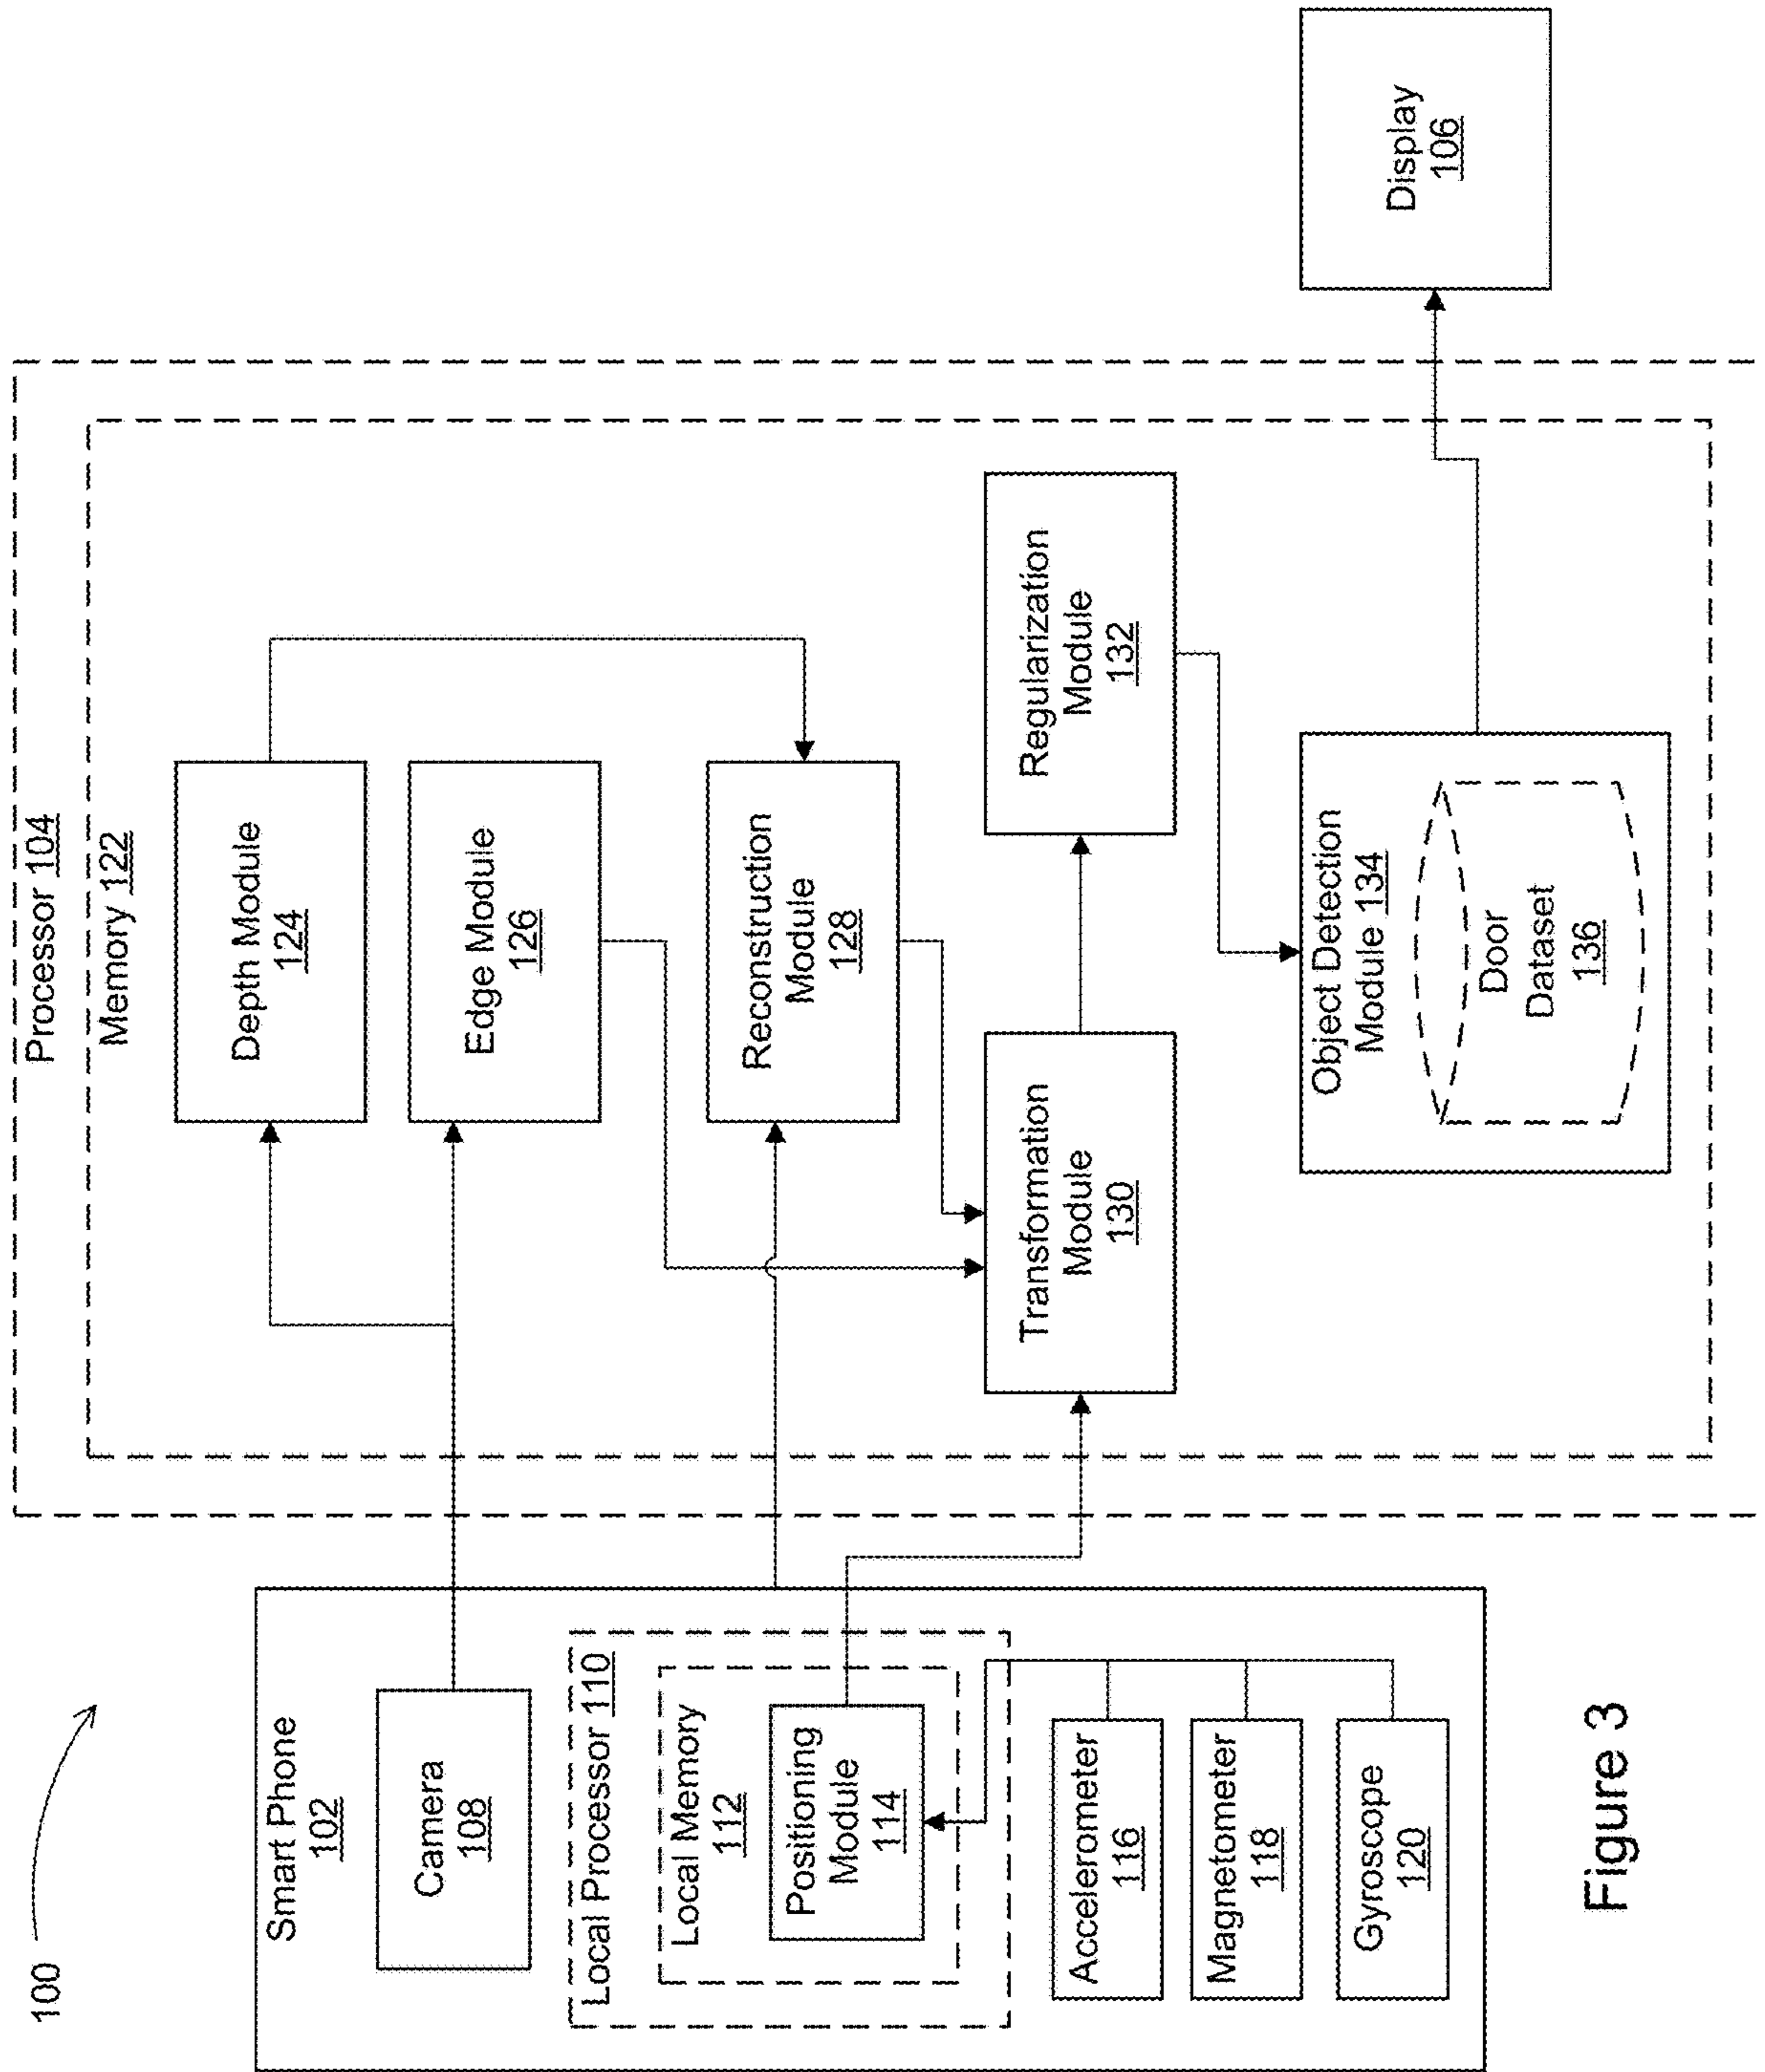 100
Smart Phone
102
Camera
108
Local Processor 110
Local Memory
112
Positioning
Module
114
Accelerometer
116
Magnetometer
118
Gyroscope
120
Processor 104
Memory 122
Depth Module
124
Edge Module
126
Reconstruction
Module
128
Transformation
Module
130
Regularization
Module
132
Object Detection
Module 134
Door
Dataset
136
Display
106
Figure 3